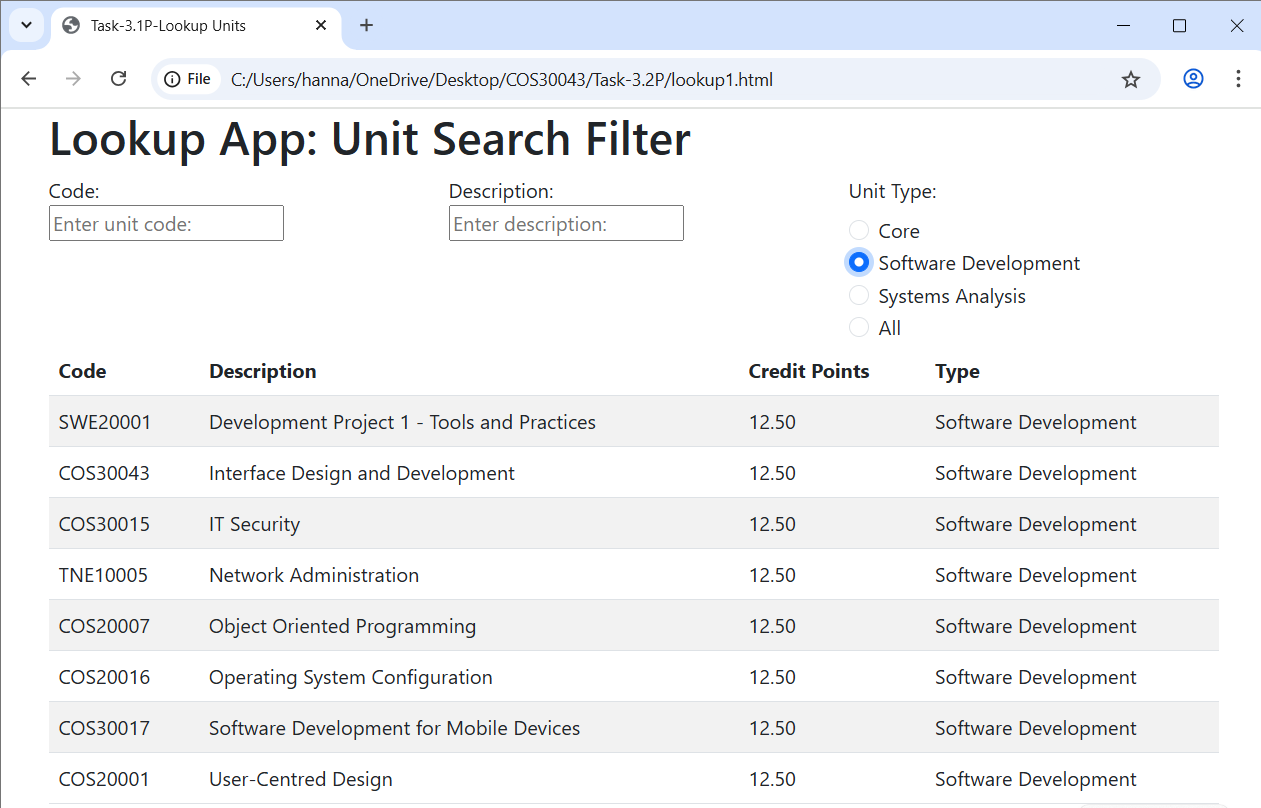 Task-3.1P-Lookup Units
File C:/Users/hanna/OneDrive/Desktop/COS30043/Task-3.2P/lookup1.html
Lookup App: Unit Search Filter
Code: Description: Unit Type:
Enter unit code: Enter description:
Core
Software Development
Systems Analysis
All
Code Description Credit Points Type
SWE20001 Development Project 1 - Tools and Practices 12.50 Software Development
COS30043 Interface Design and Development 12.50 Software Development
COS30015 IT Security 12.50 Software Development
TNE10005 Network Administration 12.50 Software Development
COS20007 Object Oriented Programming 12.50 Software Development
COS20016 Operating System Configuration 12.50 Software Development
COS30017 Software Development for Mobile Devices 12.50 Software Development
COS20001 User-Centred Design 12.50 Software Development